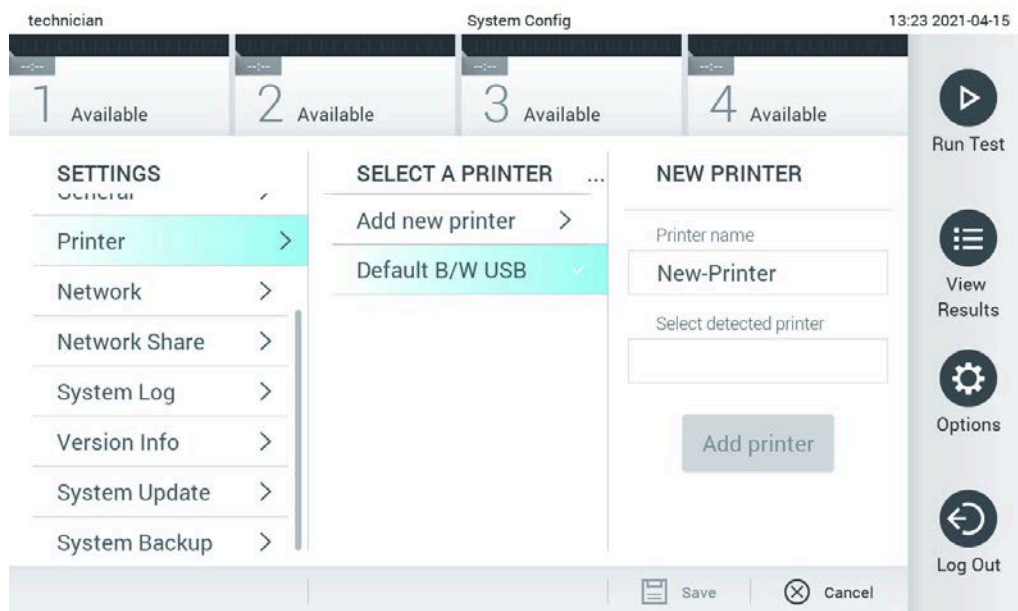 technician
System Config
13:23 2021-04-15
--:--
--:--
--:--
--:--
1 Available
2 Available
3 Available
4 Available
Run Test
View
Results
Options
Log Out
SETTINGS
General
Printer
Network
Network Share
System Log
Version Info
System Update
System Backup
SELECT A PRINTER ...
Add new printer
Default B/W USB
NEW PRINTER
Printer name
New-Printer
Select detected printer
Add printer
Save
Cancel